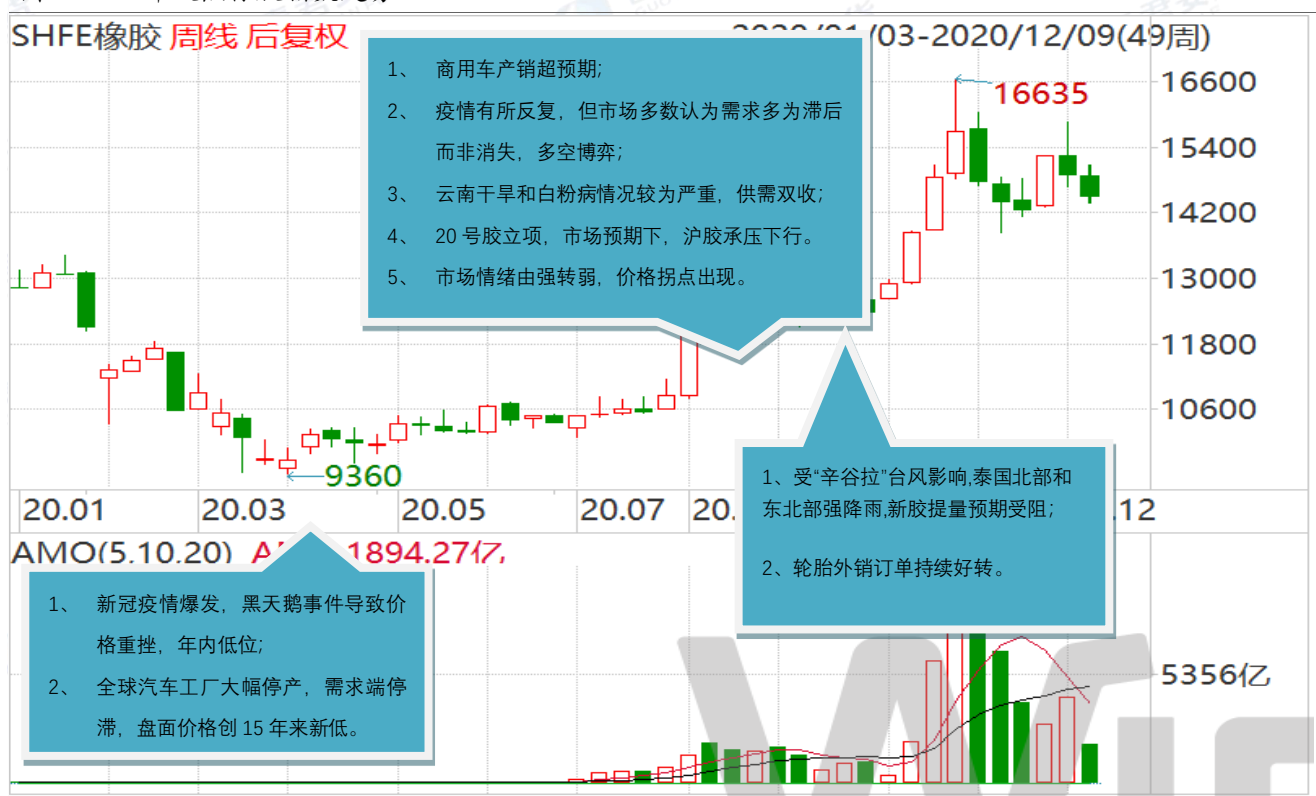 SHFE橡胶 周线 后复权
/03-2020/12/09(49周)
1、 商用车产销超预期;
2、 疫情有所反复，但市场多数认为需求多为滞后
而非消失，多空博弈；
3、 云南干旱和白粉病情况较为严重，供需双收；
4、 20号胶立项，市场预期下，沪胶承压下行。
5、 市场情绪由强转弱，价格拐点出现。
16635
16600
15400
14200
13000
11800
10600
9360
1、受“辛谷拉”台风影响,泰国北部和
东北部强降雨,新胶提量预期受阻；
2、轮胎外销订单持续好转。
20.01 20.03 20.05 20.07 20. .12
AMO(5,10,20) 1894.27亿
1、 新冠疫情爆发，黑天鹅事件导致价
格重挫，年内低位;
2、 全球汽车工厂大幅停产，需求端停
滞，盘面价格创15年来新低。
5356亿